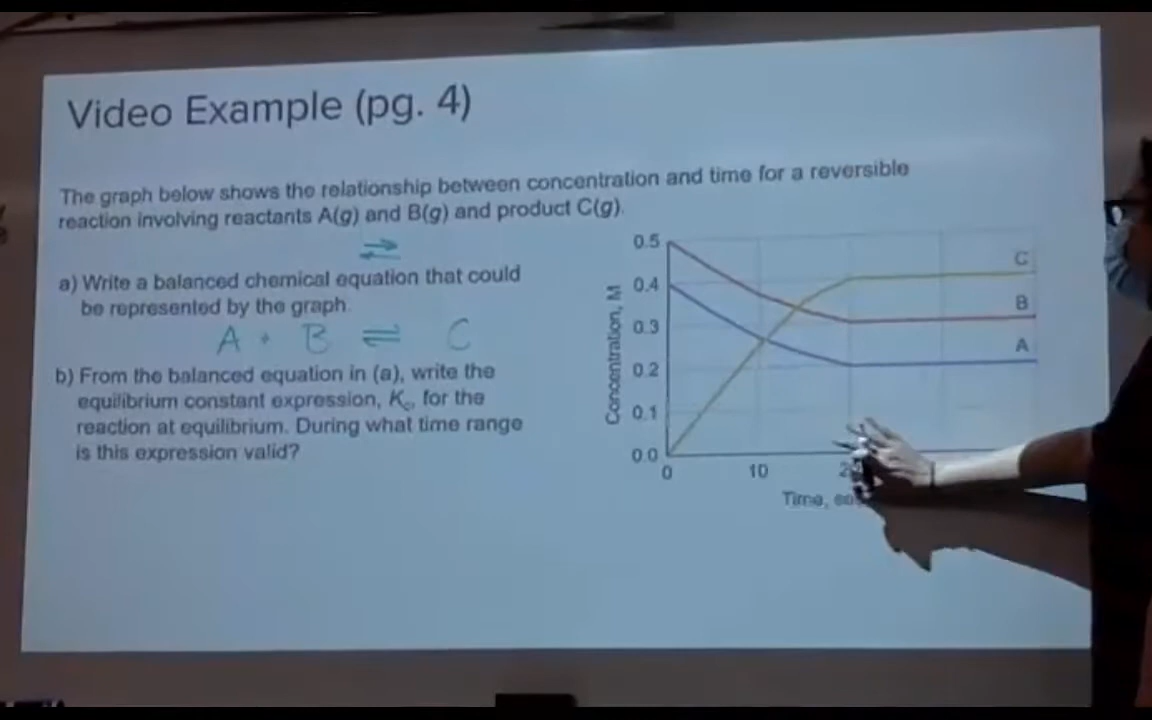 Video Example (pg. 4)
The graph below shows the relationship between concentration and time for a reversible
reaction involving reactants A(g) and B(g) and product C(g).
⇌
a) Write a balanced chemical equation that could
be represented by the graph.
A + B ⇌ C
b) From the balanced equation in (a), write the
equilibrium constant expression, Kc, for the
reaction at equilibrium. During what time range
is this expression valid?
Concentration, M
0.5
0.4
0.3
0.2
0.1
0.0
C
B
A
0 10
Time,